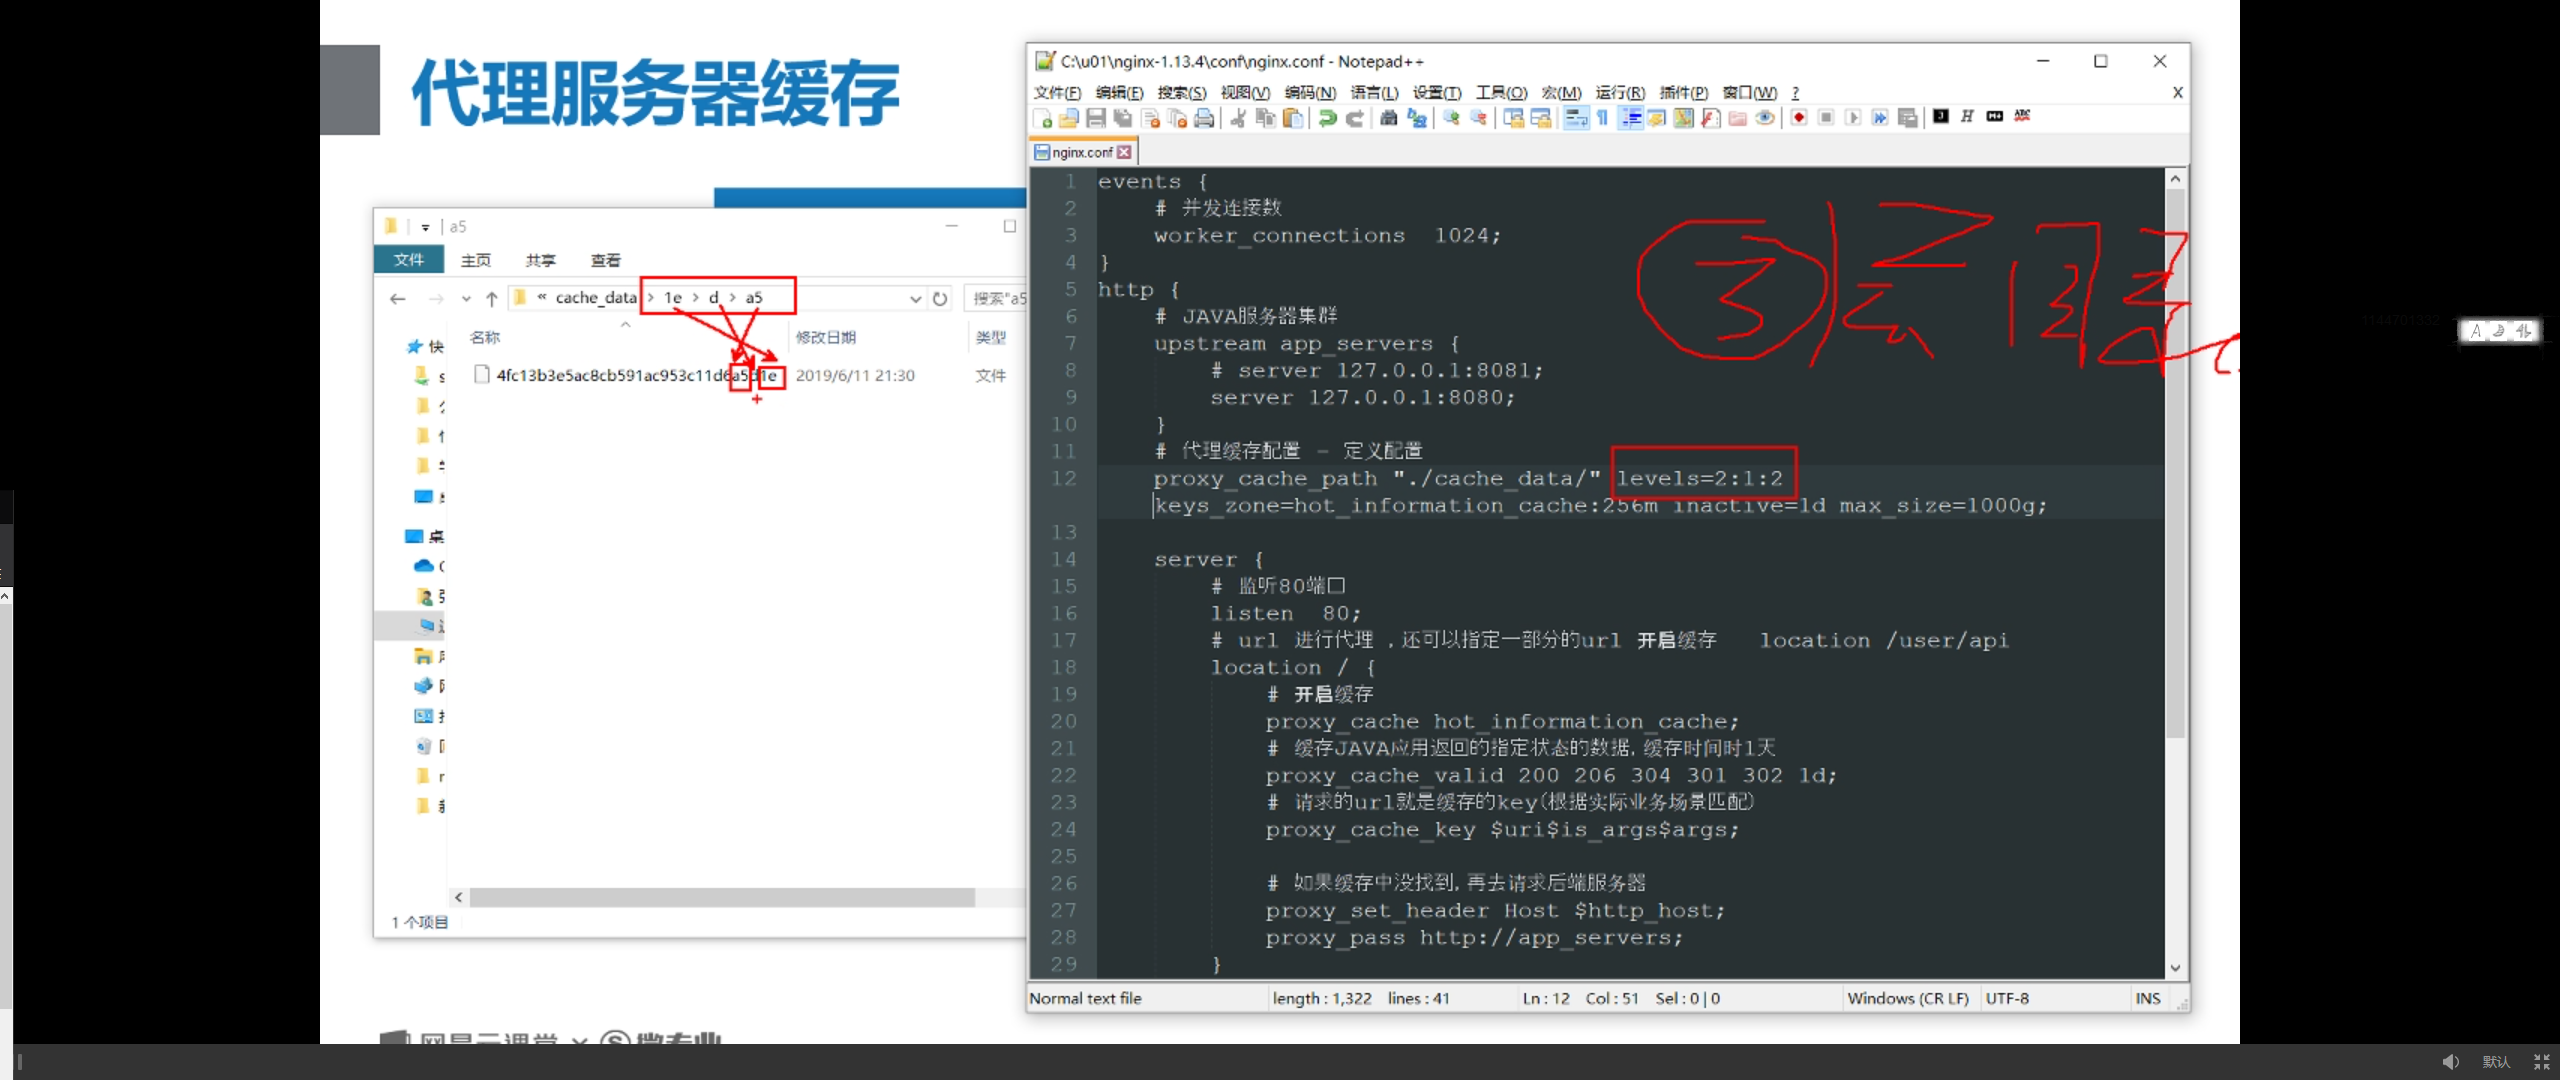 代理服务器缓存
a5
文件 主页 共享 查看
« cache_data › 1e › d › a5 搜索"a5
名称 修改日期 类型
4fc13b3e5ac8cb591ac953c11d6a5d1e 2019/6/11 21:30 文件
1 个项目
C:\u01\nginx-1.13.4\conf\nginx.conf - Notepad++
文件(F) 编辑(E) 搜索(S) 视图(V) 编码(N) 语言(L) 设置(T) 工具(O) 宏(M) 运行(R) 插件(P) 窗口(W) ? X
nginx.conf
1 events {
2 # 并发连接数
3 worker_connections 1024;
4 }
5 http {
6 # JAVA服务器集群
7 upstream app_servers {
8 # server 127.0.0.1:8081;
9 server 127.0.0.1:8080;
10 }
11 # 代理缓存配置 - 定义配置
12 proxy_cache_path "./cache_data/" levels=2:1:2
keys_zone=hot_information_cache:256m inactive=1d max_size=1000g;
13
14 server {
15 # 监听80端口
16 listen 80;
17 # url 进行代理 ,还可以指定一部分的url 开启缓存 location /user/api
18 location / {
19 # 开启缓存
20 proxy_cache hot_information_cache;
21 # 缓存JAVA应用返回的指定状态的数据,缓存时间时1天
22 proxy_cache_valid 200 206 304 301 302 1d;
23 # 请求的url就是缓存的key(根据实际业务场景匹配)
24 proxy_cache_key $uri$is_args$args;
25
26 # 如果缓存中没找到,再去请求后端服务器
27 proxy_set_header Host $http_host;
28 proxy_pass http://app_servers;
29 }
Normal text file length : 1,322 lines : 41 Ln : 12 Col : 51 Sel : 0 | 0 Windows (CR LF) UTF-8 INS
网易云课堂 × 微专业
1144701332
默认